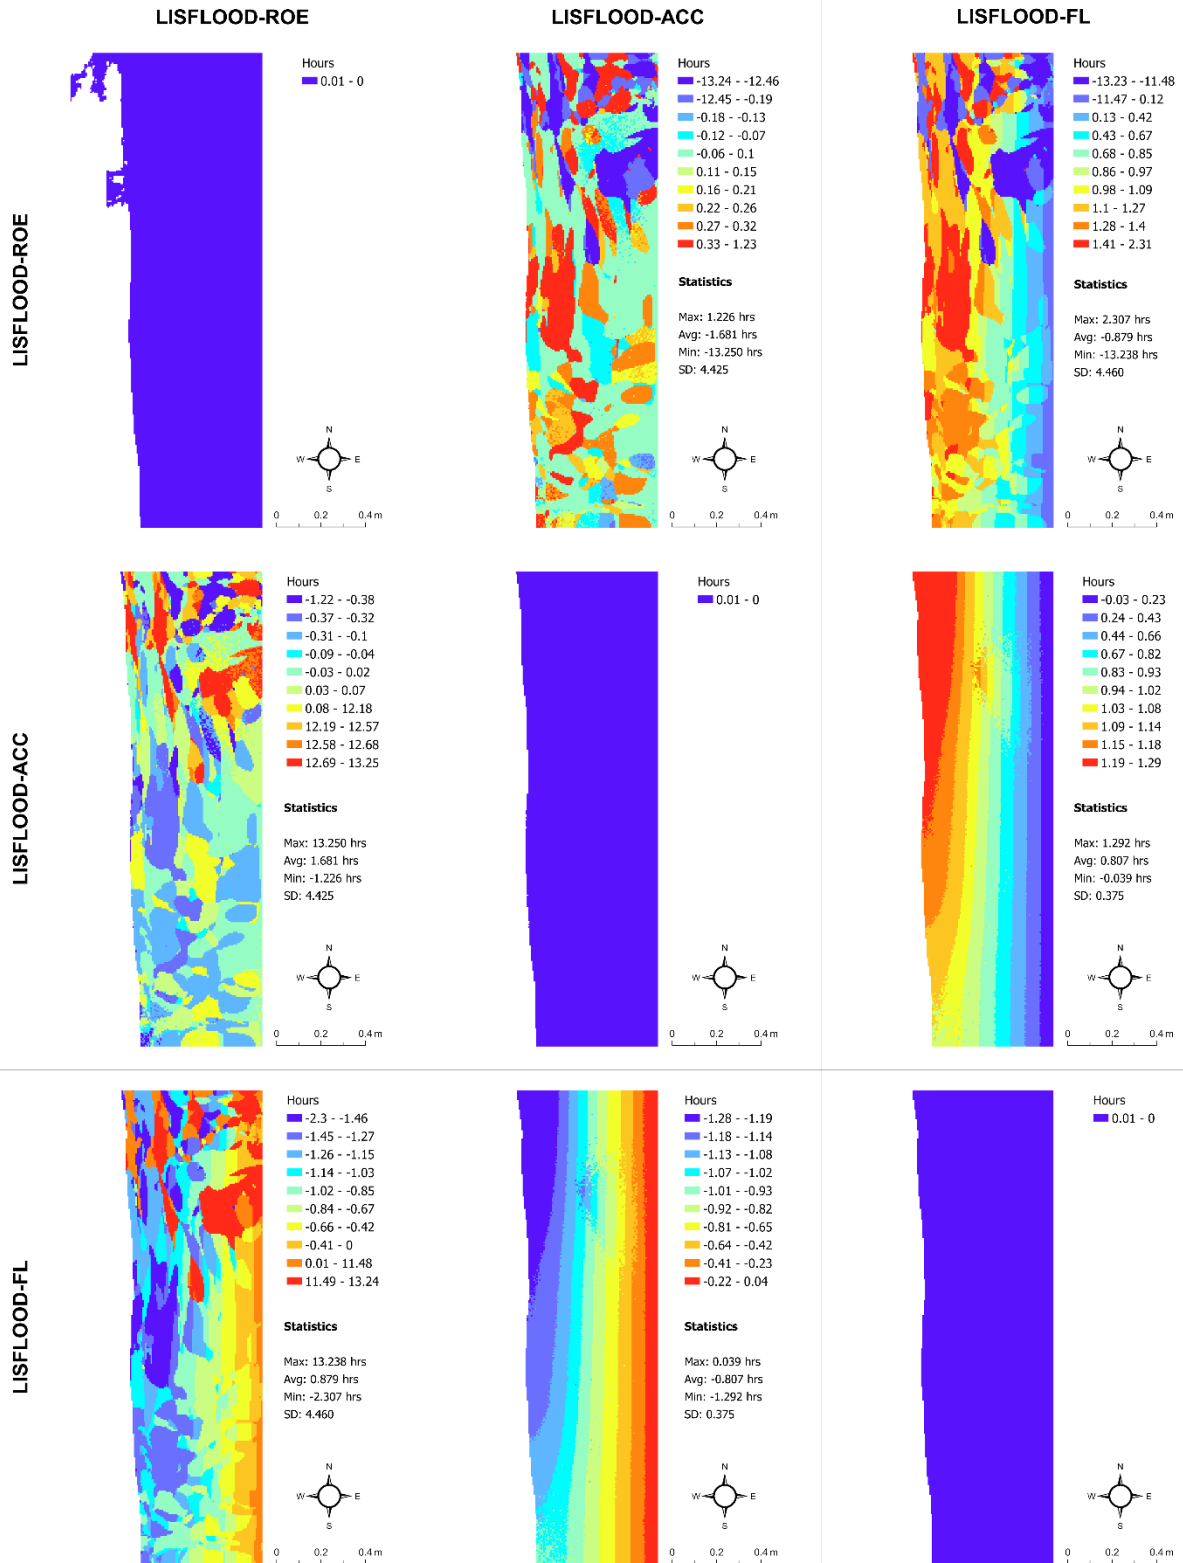 LISFLOOD-ROE
LISFLOOD-ACC
LISFLOOD-FL
LISFLOOD-ROE
Hours
0.01 - 0
N
W
E
S
0 0.2 0.4 m
Hours
-13.24 - -12.46
-12.45 - -0.19
-0.18 - -0.13
-0.12 - -0.07
-0.06 - 0.1
0.11 - 0.15
0.16 - 0.21
0.22 - 0.26
0.27 - 0.32
0.33 - 1.23
Statistics
Max: 1.226 hrs
Avg: -1.681 hrs
Min: -13.250 hrs
SD: 4.425
N
W
E
S
0 0.2 0.4 m
Hours
-13.23 - -11.48
-11.47 - 0.12
0.13 - 0.42
0.43 - 0.67
0.68 - 0.85
0.86 - 0.97
0.98 - 1.09
1.1 - 1.27
1.28 - 1.4
1.41 - 2.31
Statistics
Max: 2.307 hrs
Avg: -0.879 hrs
Min: -13.238 hrs
SD: 4.460
N
W
E
S
0 0.2 0.4 m
LISFLOOD-ACC
Hours
-1.22 - -0.38
-0.37 - -0.32
-0.31 - -0.1
-0.09 - -0.04
-0.03 - 0.02
0.03 - 0.07
0.08 - 12.18
12.19 - 12.57
12.58 - 12.68
12.69 - 13.25
Statistics
Max: 13.250 hrs
Avg: 1.681 hrs
Min: -1.226 hrs
SD: 4.425
N
W
E
S
0 0.2 0.4 m
Hours
0.01 - 0
N
W
E
S
0 0.2 0.4 m
Hours
-0.03 - 0.23
0.24 - 0.43
0.44 - 0.66
0.67 - 0.82
0.83 - 0.93
0.94 - 1.02
1.03 - 1.08
1.09 - 1.14
1.15 - 1.18
1.19 - 1.29
Statistics
Max: 1.292 hrs
Avg: 0.807 hrs
Min: -0.039 hrs
SD: 0.375
N
W
E
S
0 0.2 0.4 m
LISFLOOD-FL
Hours
-2.3 - -1.46
-1.45 - -1.27
-1.26 - -1.15
-1.14 - -1.03
-1.02 - -0.85
-0.84 - -0.67
-0.66 - -0.42
-0.41 - 0
0.01 - 11.48
11.49 - 13.24
Statistics
Max: 13.238 hrs
Avg: 0.879 hrs
Min: -2.307 hrs
SD: 4.460
N
W
E
S
0 0.2 0.4 m
Hours
-1.28 - -1.19
-1.18 - -1.14
-1.13 - -1.08
-1.07 - -1.02
-1.01 - -0.93
-0.92 - -0.82
-0.81 - -0.65
-0.64 - -0.42
-0.41 - -0.23
-0.22 - 0.04
Statistics
Max: 0.039 hrs
Avg: -0.807 hrs
Min: -1.292 hrs
SD: 0.375
N
W
E
S
0 0.2 0.4 m
Hours
0.01 - 0
N
W
E
S
0 0.2 0.4 m